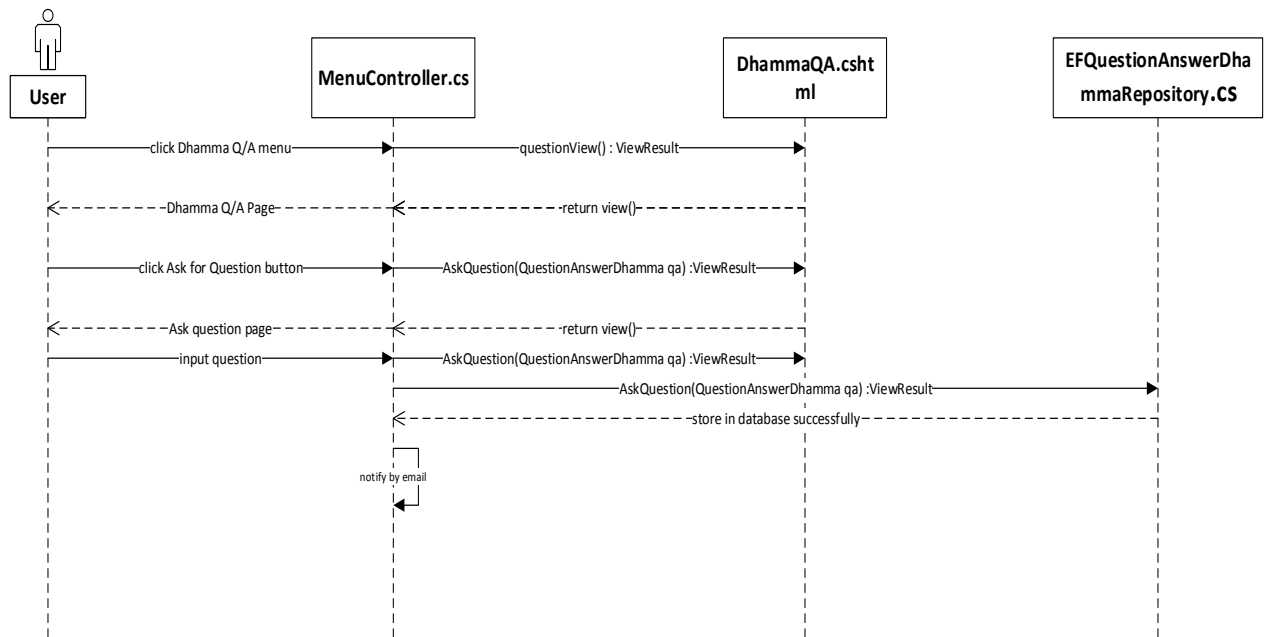 User
MenuController.cs
DhammaQA.csht
ml
EFQuestionAnswerDha
mmaRepository.cs
click Dhamma Q/A menu
questionView() : ViewResult
Dhamma Q/A Page
return view()
click Ask for Question button
AskQuestion(QuestionAnswerDhamma qa) :ViewResult
Ask question page
return view()
input question
AskQuestion(QuestionAnswerDhamma qa) :ViewResult
AskQuestion(QuestionAnswerDhamma qa) :ViewResult
store in database successfully
notify by email